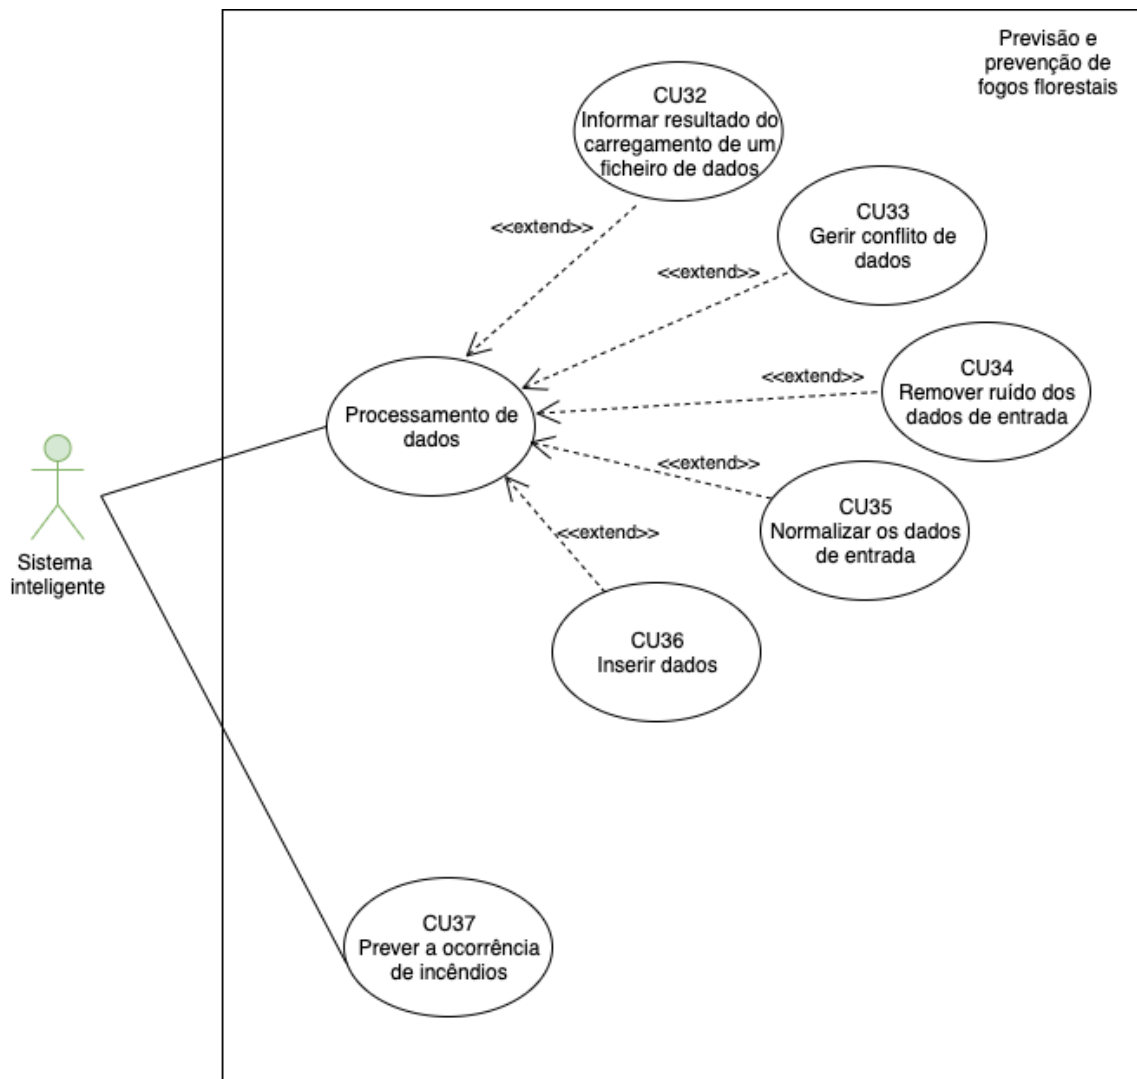 Previsão e
prevenção de
fogos florestais
CU32
Informar resultado do
carregamento de um
ficheiro de dados
<<extend>>
CU33
Gerir conflito de
dados
<<extend>>
CU34
Remover ruído dos
dados de entrada
<<extend>>
Processamento de
dados
<<extend>>
CU35
Normalizar os dados
de entrada
<<extend>>
Sistema
inteligente
CU36
Inserir dados
CU37
Prever a ocorrência
de incêndios